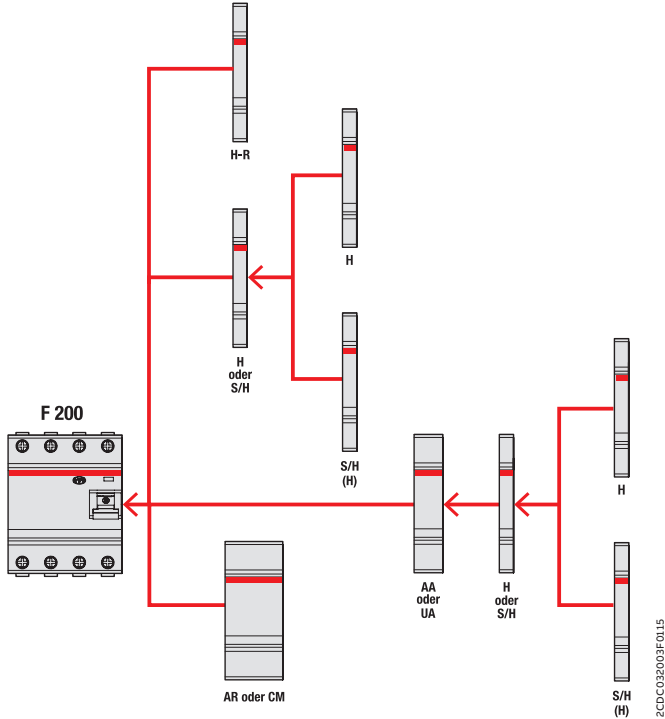 H-R
H
H
oder
S/H
S/H
(H)
F 200
H
AA
oder
UA
H
oder
S/H
AR oder CM
S/H
(H)
2CDC032003F0115